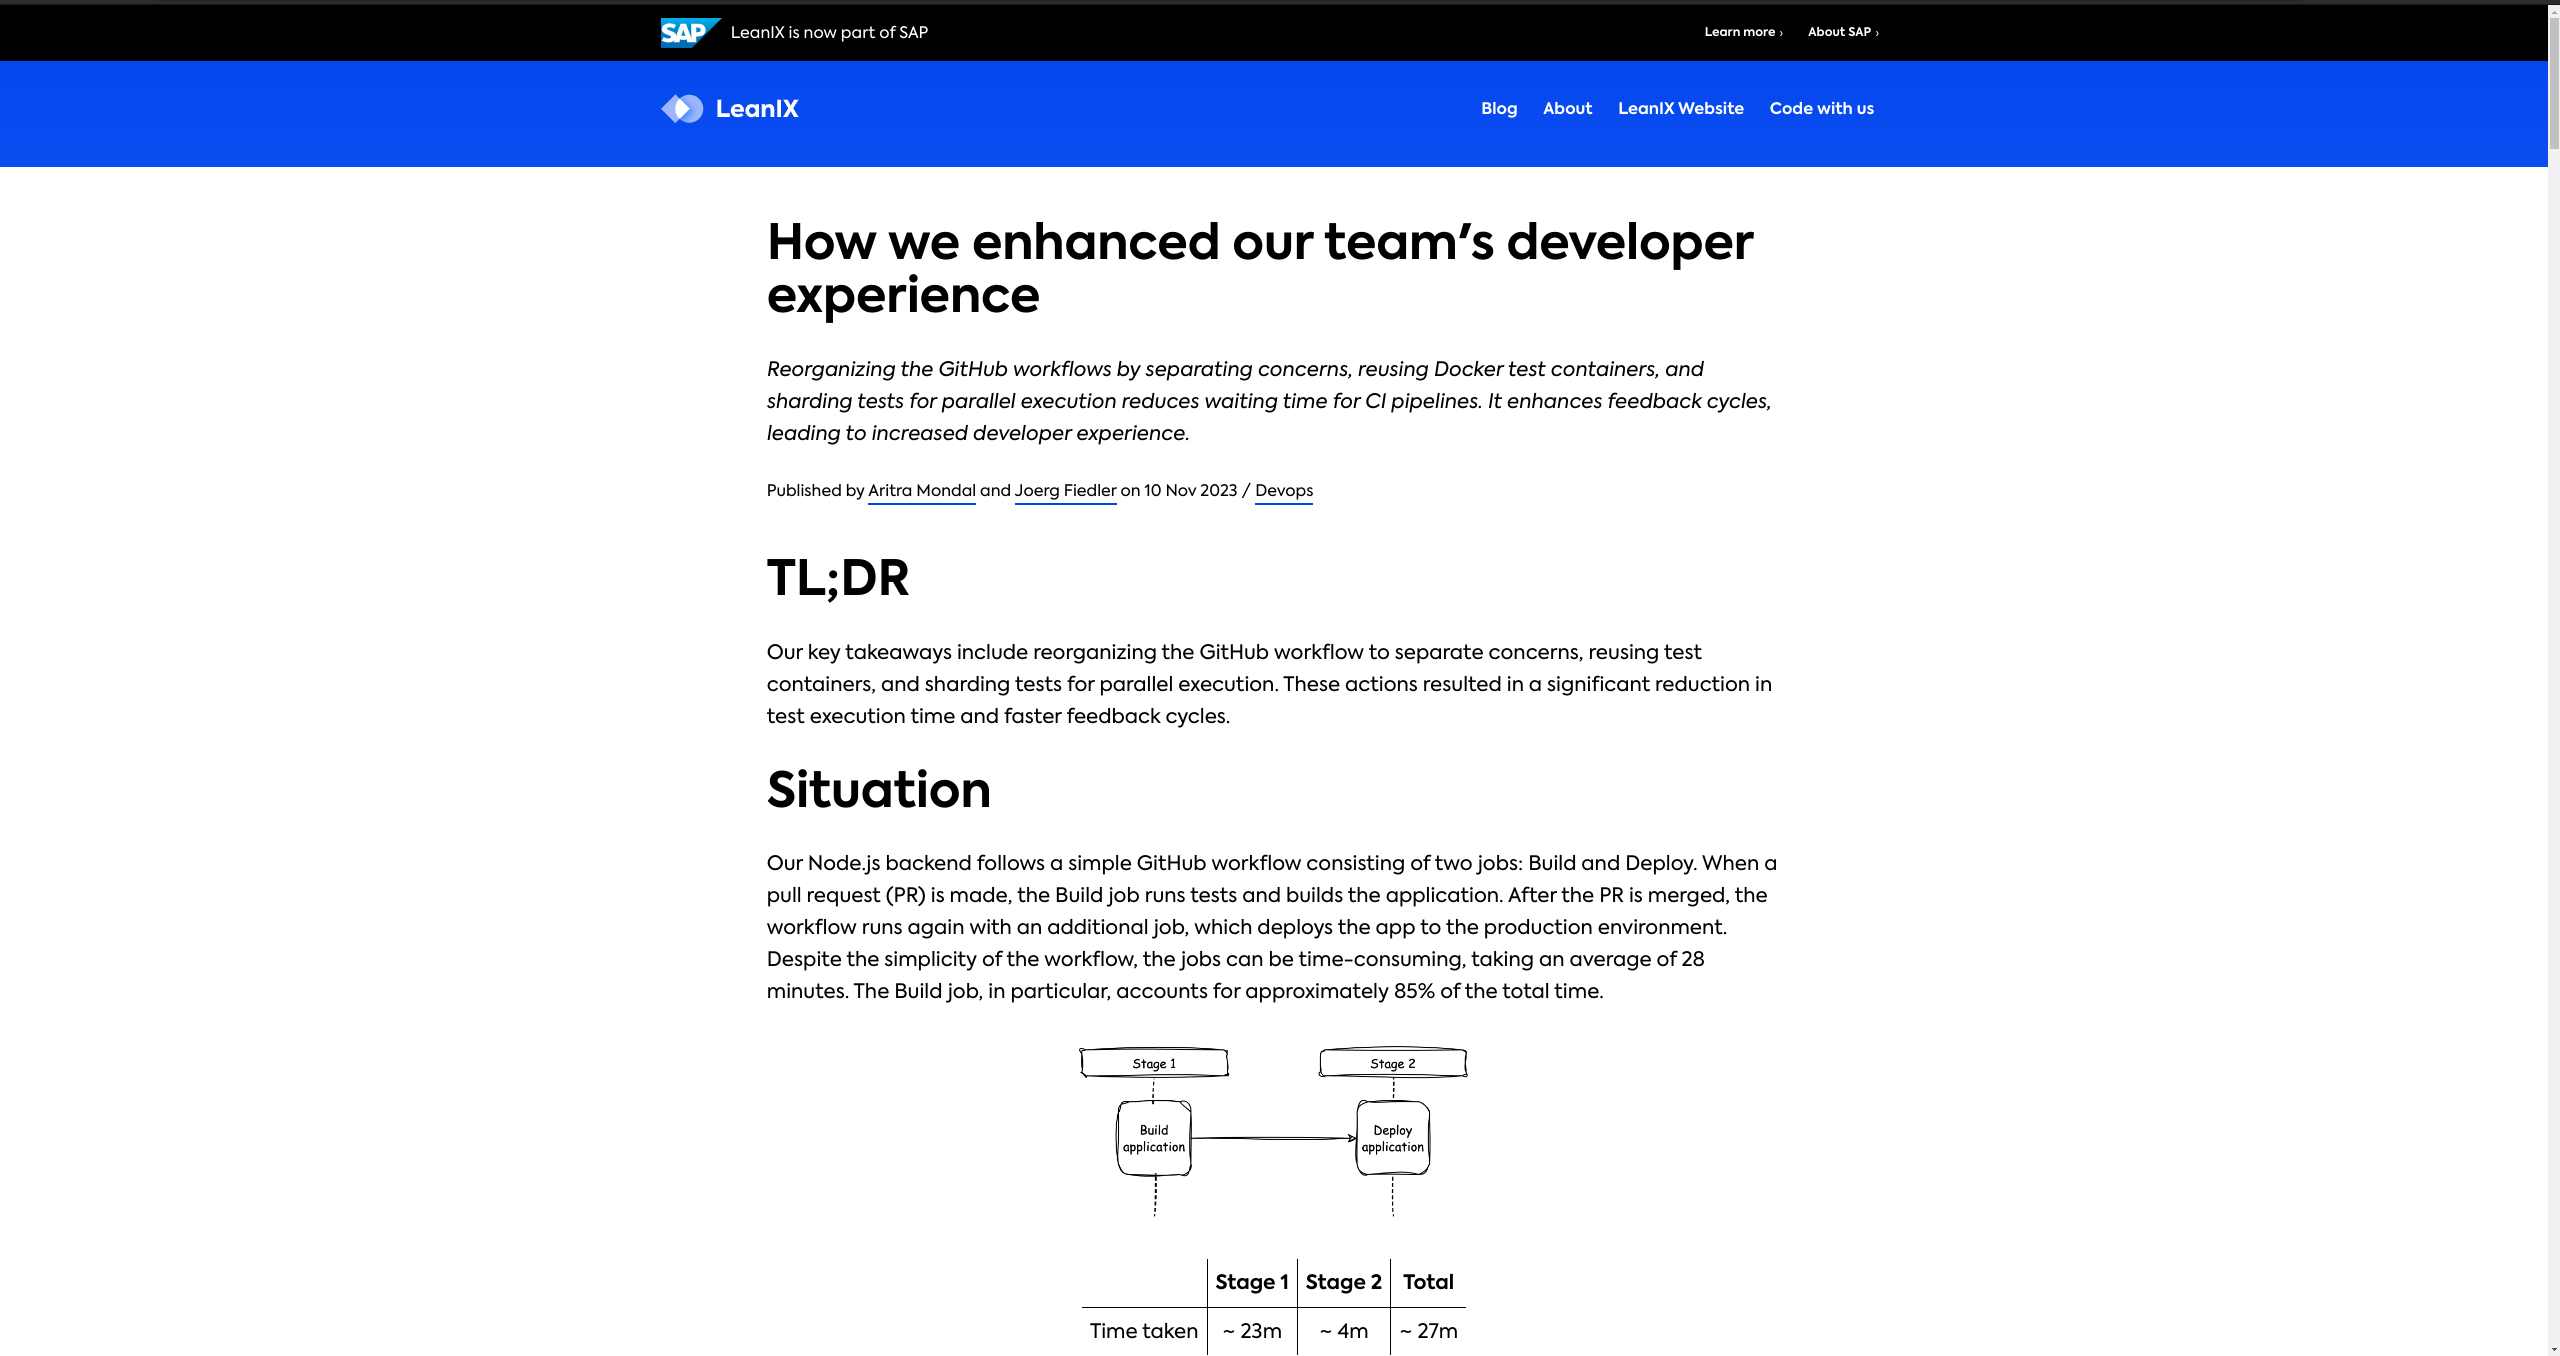 SAP LeanIX is now part of SAP
Learn more › About SAP ›
LeanIX
Blog About LeanIX Website Code with us
How we enhanced our team's developer
experience
Reorganizing the GitHub workflows by separating concerns, reusing Docker test containers, and
sharding tests for parallel execution reduces waiting time for CI pipelines. It enhances feedback cycles,
leading to increased developer experience.
Published by Aritra Mondal and Joerg Fiedler on 10 Nov 2023 / Devops
TL;DR
Our key takeaways include reorganizing the GitHub workflow to separate concerns, reusing test
containers, and sharding tests for parallel execution. These actions resulted in a significant reduction in
test execution time and faster feedback cycles.
Situation
Our Node.js backend follows a simple GitHub workflow consisting of two jobs: Build and Deploy. When a
pull request (PR) is made, the Build job runs tests and builds the application. After the PR is merged, the
workflow runs again with an additional job, which deploys the app to the production environment.
Despite the simplicity of the workflow, the jobs can be time-consuming, taking an average of 28
minutes. The Build job, in particular, accounts for approximately 85% of the total time.
Stage 1 Stage 2
Build
application
Deploy
application
Stage 1 Stage 2 Total
Time taken ~ 23m ~ 4m ~ 27m